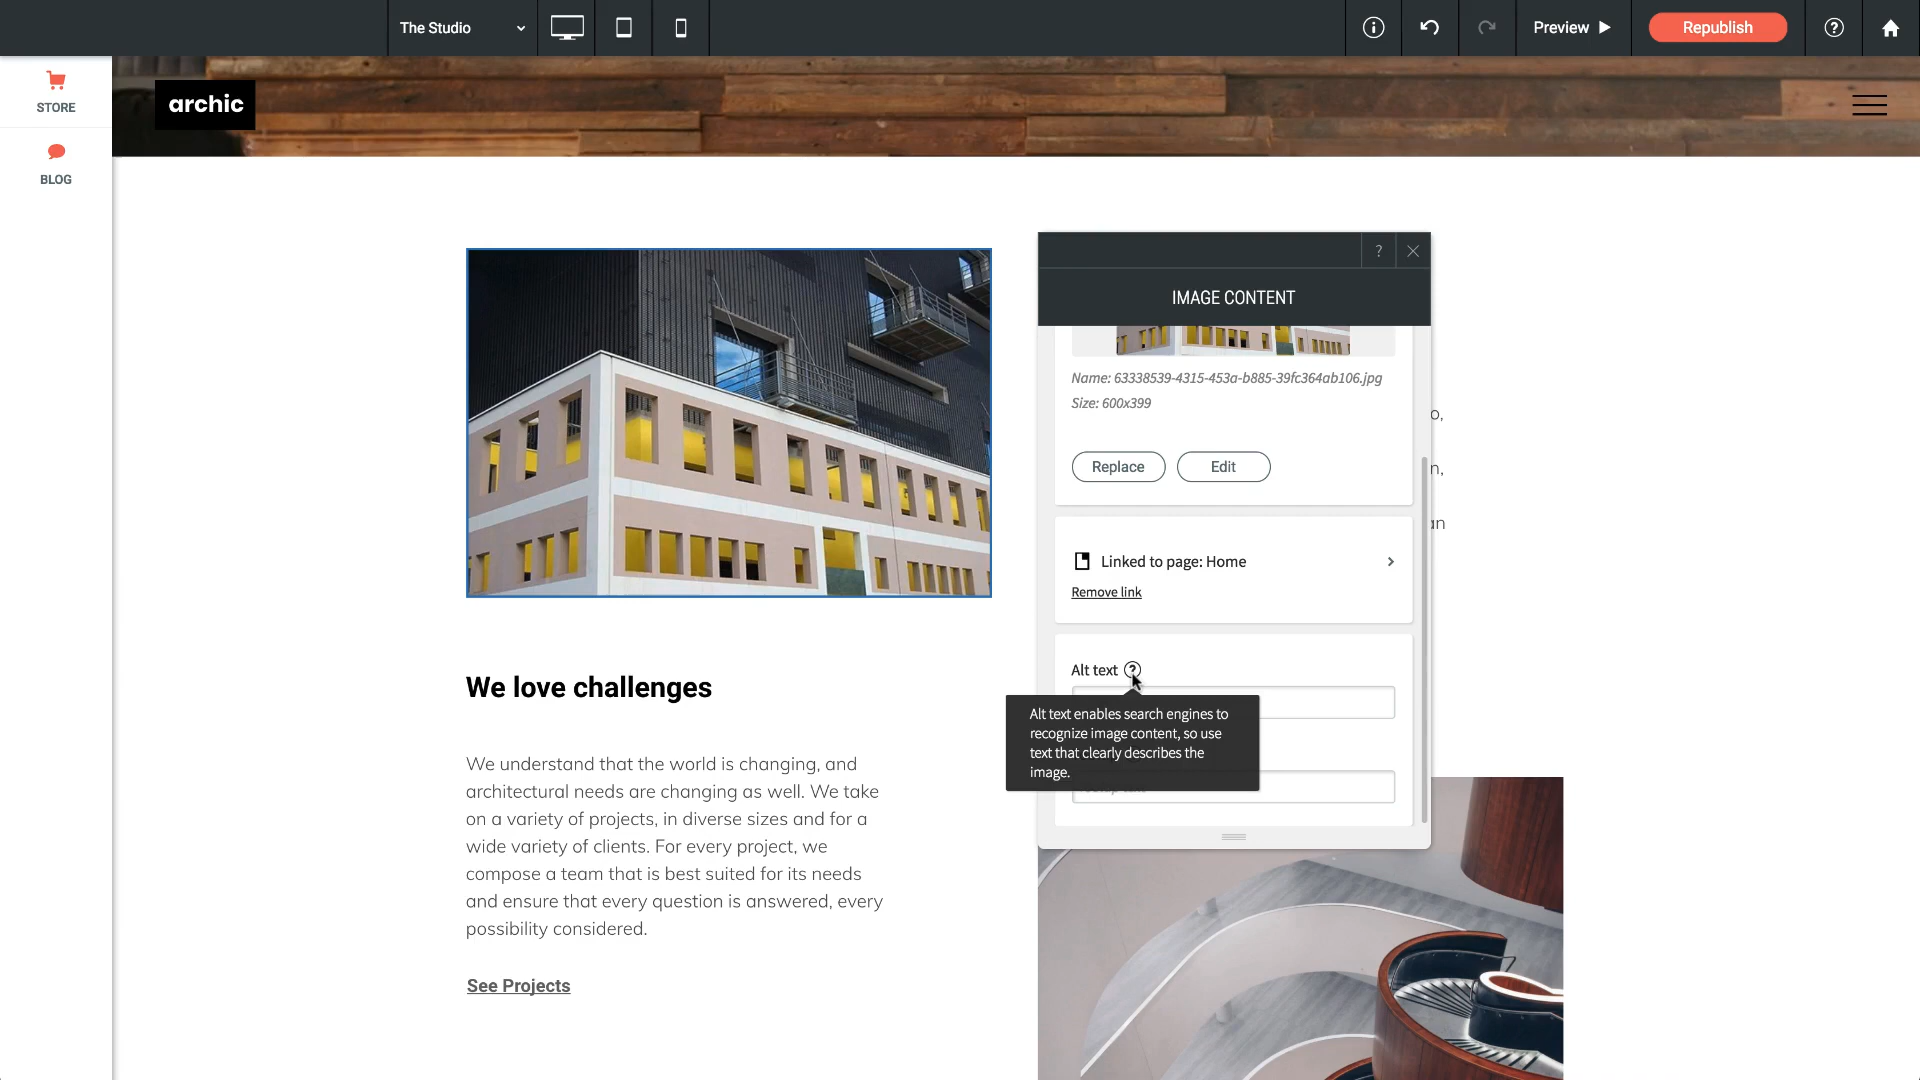 The Studio
Preview
Republish
STORE
BLOG
archic
?
IMAGE CONTENT
Name: 63338539-4315-453a-b885-39fc364ab106.jpg
Size: 600x399
Replace
Edit
Linked to page: Home
Remove link
Alt text ?
Alt text enables search engines to
recognize image content, so use
text that clearly describes the
image.
o,
n,
an
We love challenges
We understand that the world is changing, and
architectural needs are changing as well. We take
on a variety of projects, in diverse sizes and for a
wide variety of clients. For every project, we
compose a team that is best suited for its needs
and ensure that every question is answered, every
possibility considered.
See Projects